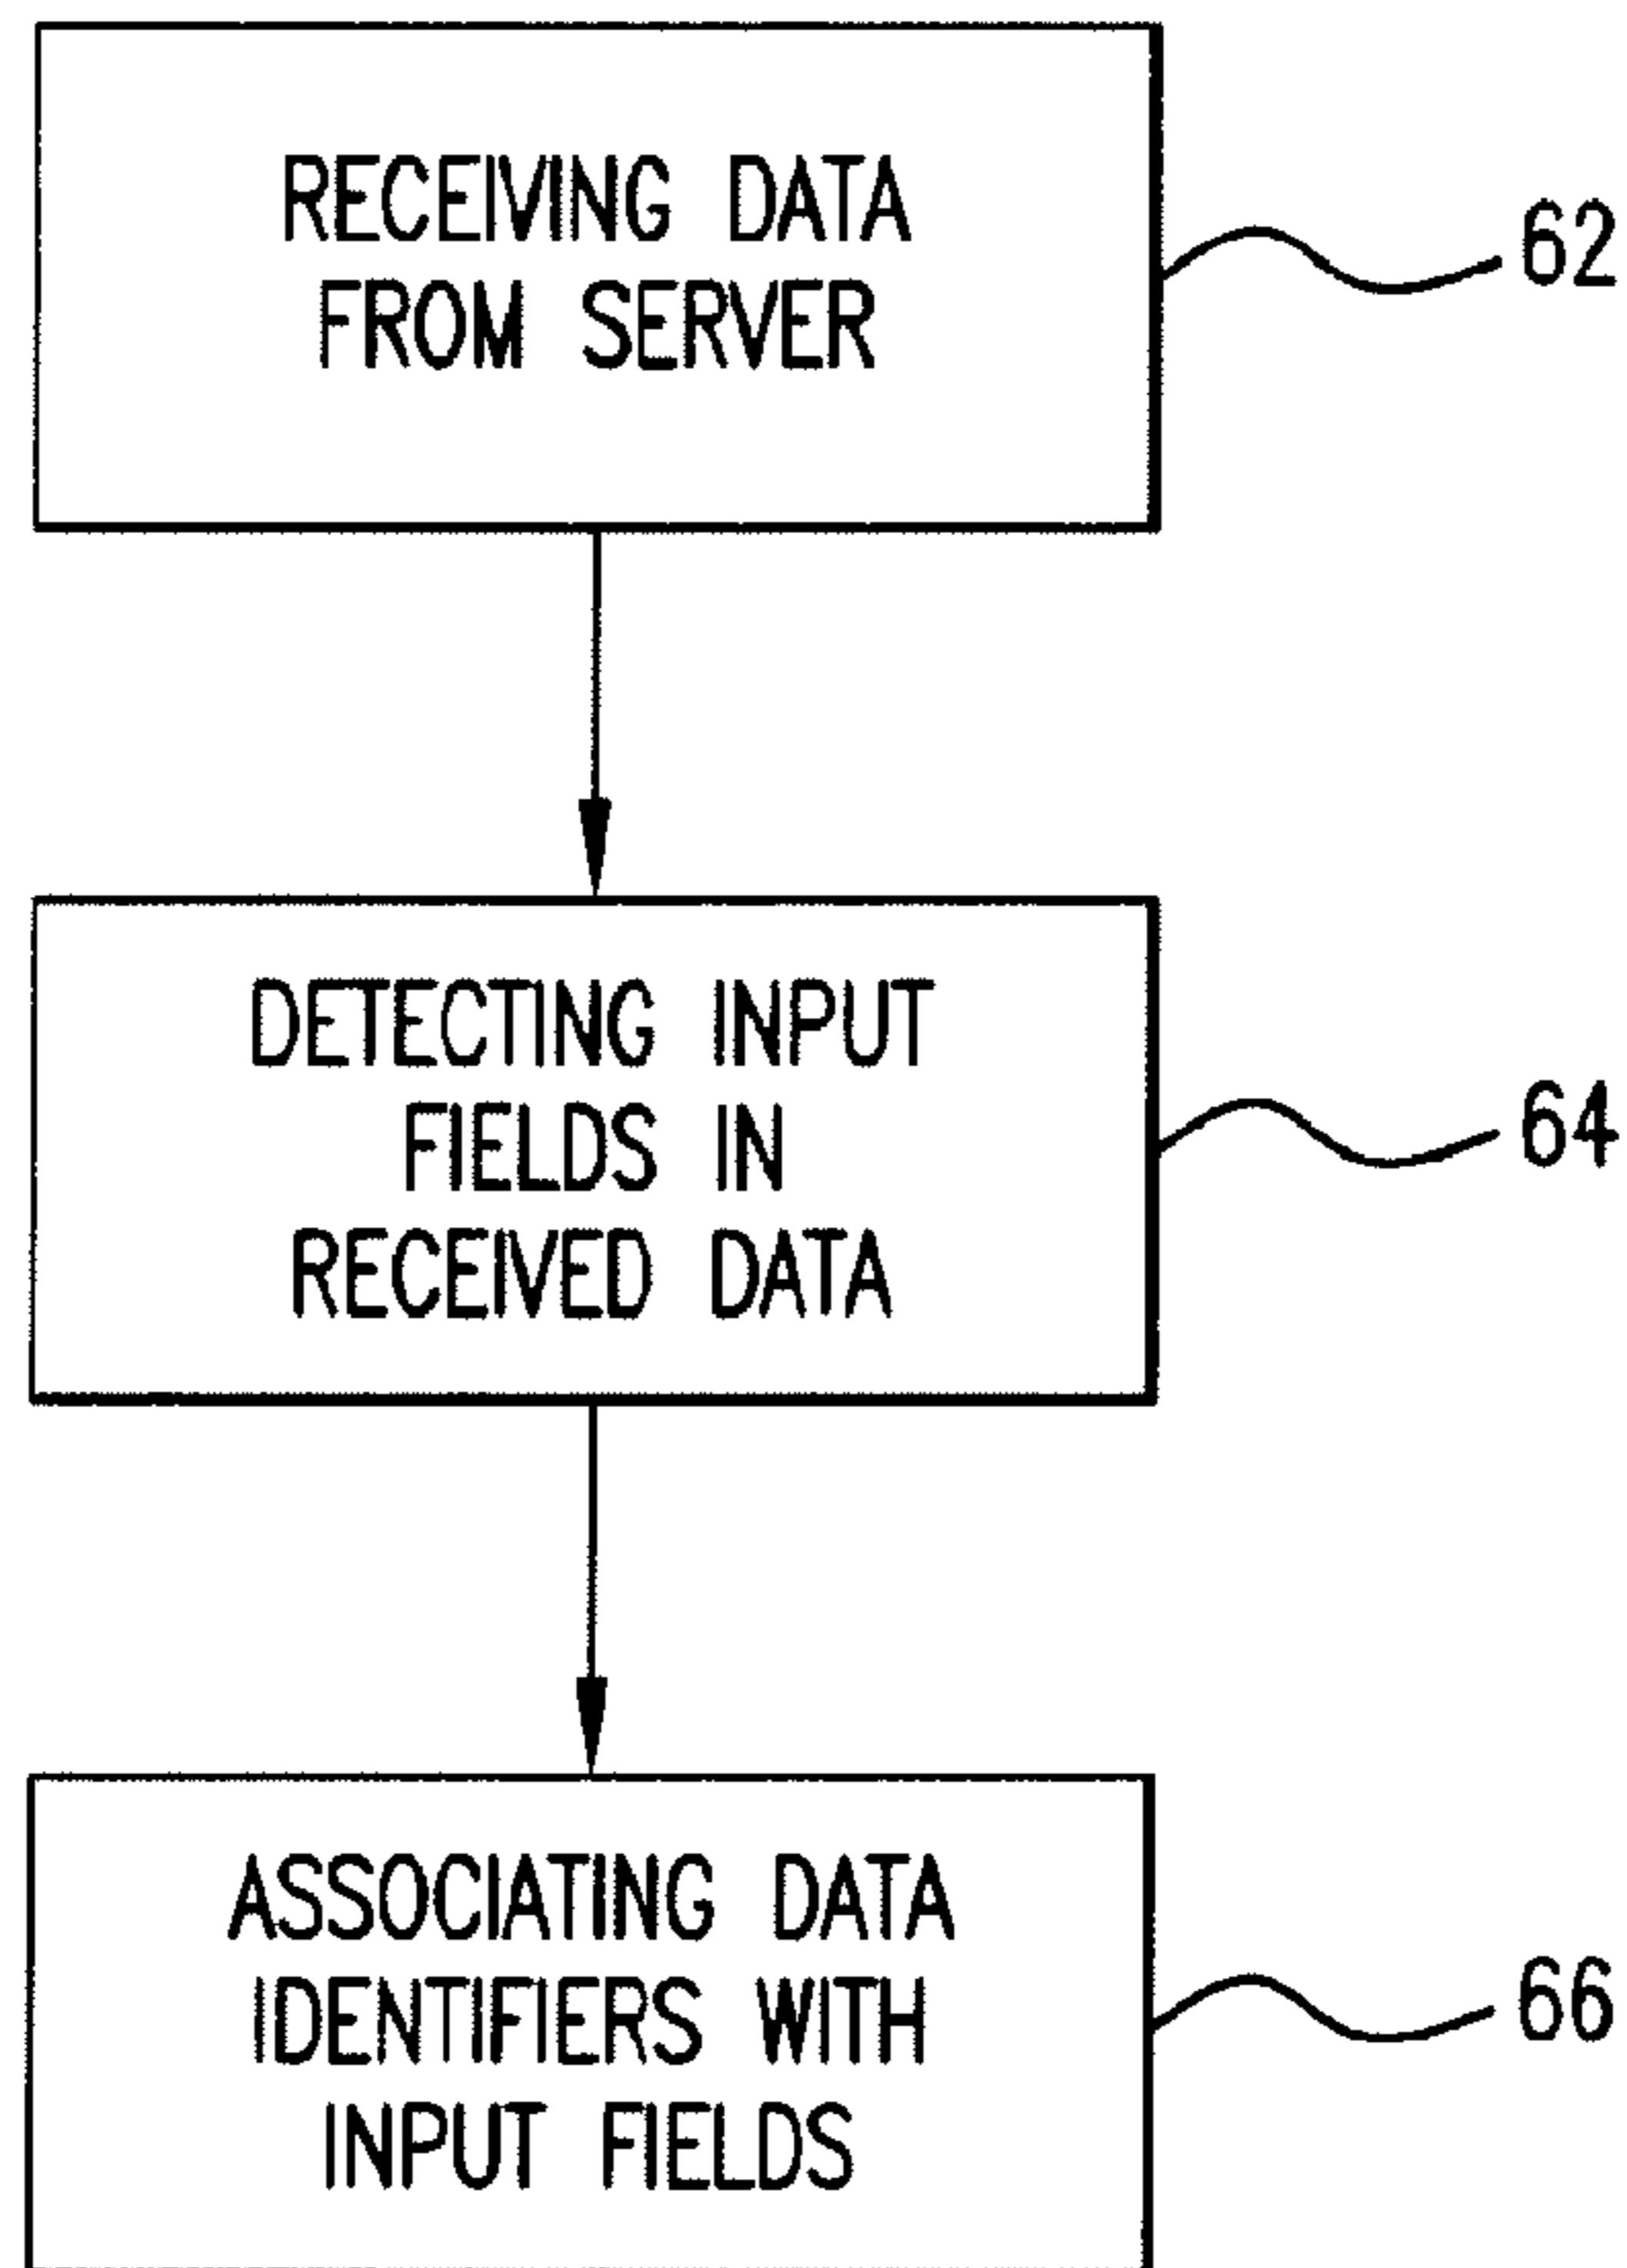 RECEIVING DATA
FROM SERVER
62
DETECTING INPUT
FIELDS IN
RECEIVED DATA
64
ASSOCIATING DATA
IDENTIFIERS WITH
INPUT FIELDS
66